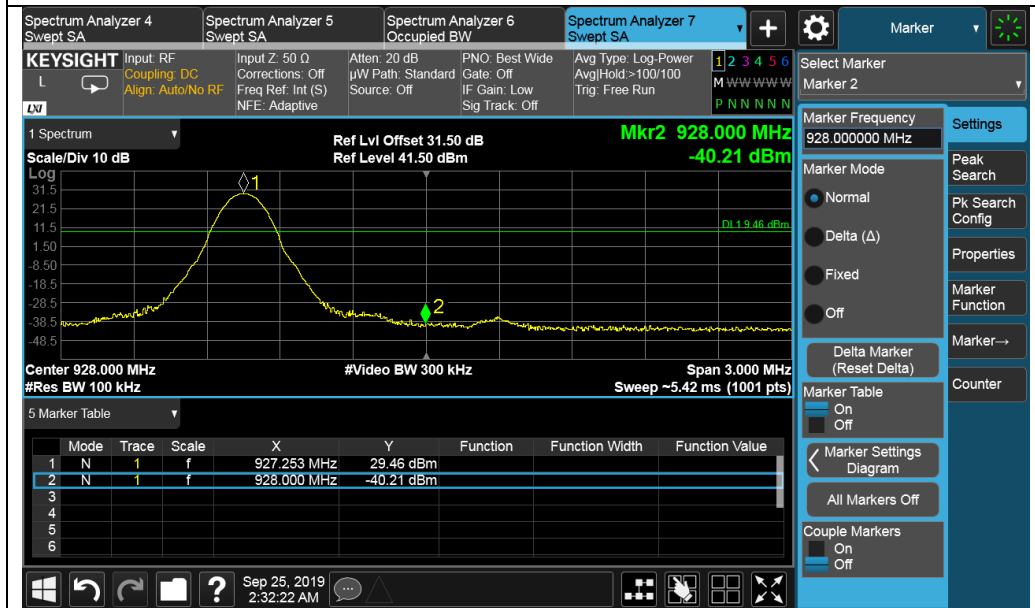 Spectrum Analyzer 4
Swept SA
Spectrum Analyzer 5
Swept SA
Spectrum Analyzer 6
Occupied BW
Spectrum Analyzer 7
Swept SA
Marker
KEYSIGHT
L
LXI
Input: RF
Coupling: DC
Align: Auto/No RF
Input Z: 50 Ω
Corrections: Off
Freq Ref: Int (S)
NFE: Adaptive
Atten: 20 dB
µW Path: Standard
Source: Off
PNO: Best Wide
Gate: Off
IF Gain: Low
Sig Track: Off
Avg Type: Log-Power
Avg|Hold:>100/100
Trig: Free Run
1 2 3 4 5 6
M W W W W W
P N N N N N
1 Spectrum
Scale/Div 10 dB
Ref Lvl Offset 31.50 dB
Ref Level 41.50 dBm
Mkr2 928.000 MHz
-40.21 dBm
Log
31.5
21.5
11.5
1.50
-8.50
-18.5
-28.5
-38.5
-48.5
1
2
DL1 9.46 dBm
Center 928.000 MHz
#Video BW 300 kHz
Span 3.000 MHz
#Res BW 100 kHz
Sweep ~5.42 ms (1001 pts)
5 Marker Table
Mode Trace Scale X Y Function Function Width Function Value
1 N 1 f 927.253 MHz 29.46 dBm
2 N 1 f 928.000 MHz -40.21 dBm
3
4
5
6
Select Marker
Marker 2
Marker Frequency
928.000000 MHz
Marker Mode
Normal
Delta (Δ)
Fixed
Off
Delta Marker
(Reset Delta)
Marker Table
On
Off
Marker Settings
Diagram
All Markers Off
Couple Markers
On
Off
Settings
Peak
Search
Pk Search
Config
Properties
Marker
Function
Marker→
Counter
?
Sep 25, 2019
2:32:22 AM